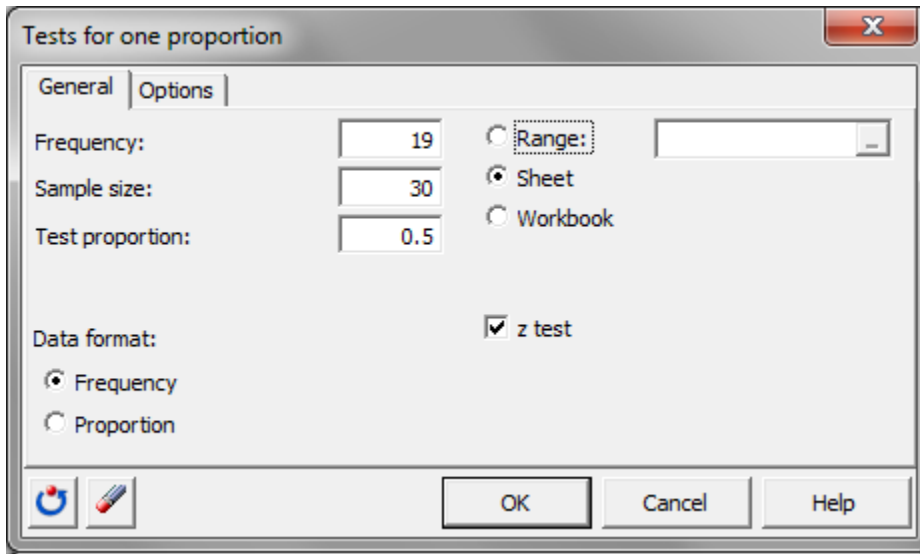 Tests for one proportion
General Options
Frequency: 19
Sample size: 30
Test proportion: 0.5
Range: ...
Sheet
Workbook
Data format:
Frequency
Proportion
z test
OK Cancel Help